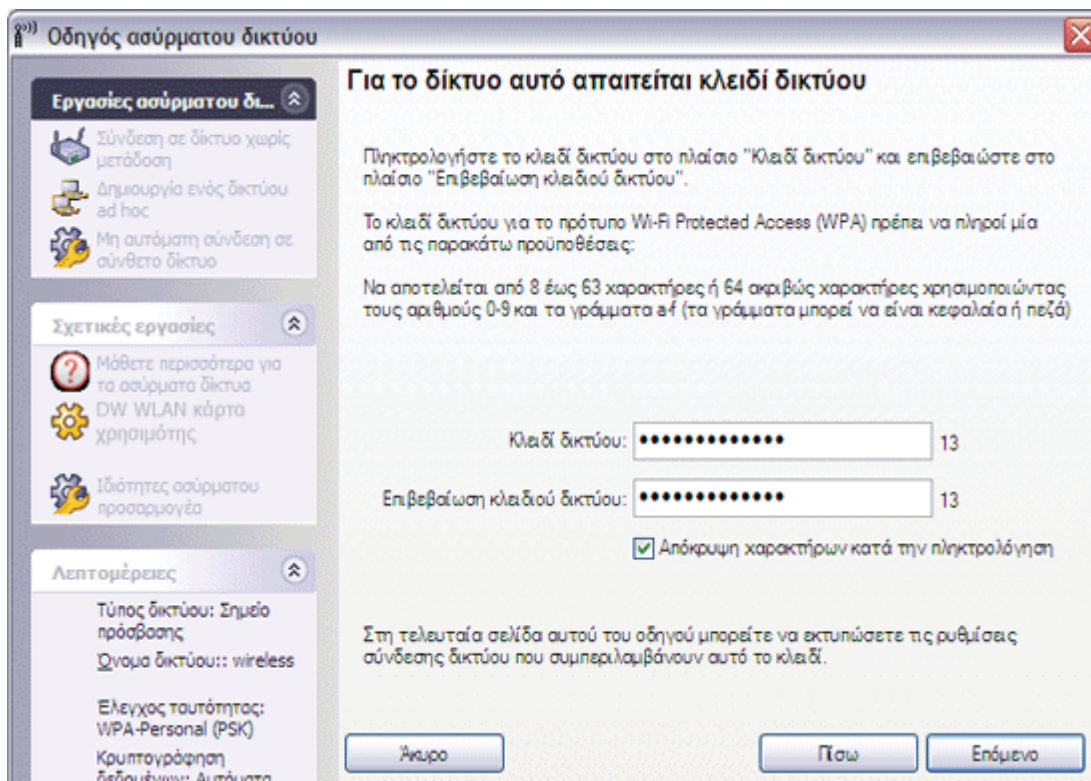 Οδηγός ασύρματου δικτύου
Εργασίες ασύρματου δι...
Σύνδεση σε δίκτυο χωρίς
μετάδοση
Δημιουργία ενός δικτύου
ad hoc
Μη αυτόματη σύνδεση σε
σύνθετο δίκτυο
Σχετικές εργασίες
Μάθετε περισσότερα για
τα ασύρματα δίκτυα
DW WLAN κάρτα
χρησιμότης
Ιδιότητες ασύρματου
προσαρμογέα
Λεπτομέρειες
Τύπος δικτύου: Σημείο
πρόσβασης
Όνομα δικτύου:: wireless
Έλεγχος ταυτότητας:
WPA-Personal (PSK)
Κρυπτογράφηση
δεδομένων: Αυτόματα
Για το δίκτυο αυτό απαιτείται κλειδί δικτύου
Πληκτρολογήστε το κλειδί δικτύου στο πλαίσιο "Κλειδί δικτύου" και επιβεβαιώστε στο
πλαίσιο "Επιβεβαίωση κλειδιού δικτύου".
Το κλειδί δικτύου για το πρότυπο Wi-Fi Protected Access (WPA) πρέπει να πληροί μία
από τις παρακάτω προϋποθέσεις:
Να αποτελείται από 8 έως 63 χαρακτήρες ή 64 ακριβώς χαρακτήρες χρησιμοποιώντας
τους αριθμούς 0-9 και τα γράμματα a-f (τα γράμματα μπορεί να είναι κεφαλαία ή πεζά)
Κλειδί δικτύου: ••••••••••••• 13
Επιβεβαίωση κλειδιού δικτύου: ••••••••••••• 13
Απόκρυψη χαρακτήρων κατά την πληκτρολόγηση
Στη τελευταία σελίδα αυτού του οδηγού μπορείτε να εκτυπώσετε τις ρυθμίσεις
σύνδεσης δικτύου που συμπεριλαμβάνουν αυτό το κλειδί.
Άκυρο
Πίσω
Επόμενο